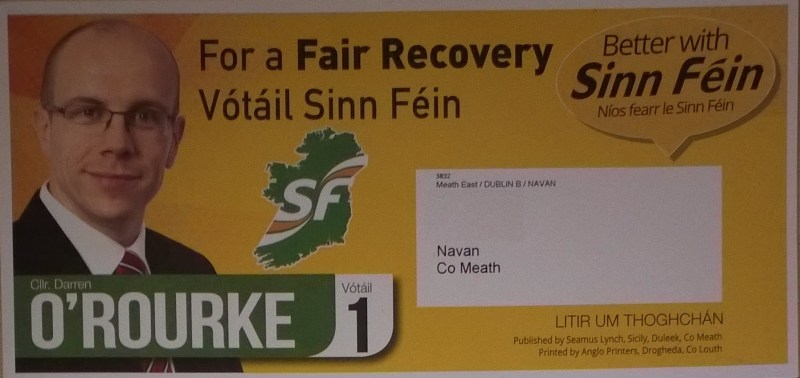 For a Fair Recovery
Vótáil Sinn Féin
Better with
Sinn Féin
Níos fearr le Sinn Féin
SF
5B32
Meath East / DUBLIN B / NAVAN
Navan
Co Meath
Cllr. Darren
O'ROURKE
Vótáil
1
LITIR UM THOGHCHÁN
Published by Seamus Lynch, Sicily, Duleek, Co Meath
Printed by Anglo Printers, Drogheda, Co Louth